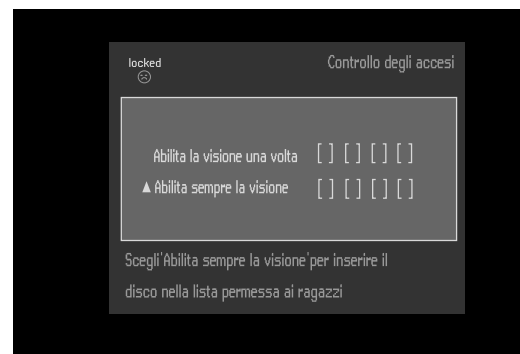 locked
Controllo degli accesi
Abilita la visione una volta [ ] [ ] [ ] [ ]
▲ Abilita sempre la visione [ ] [ ] [ ] [ ]
Scegli'Abilita sempre la visione'per inserire il
disco nella lista permessa ai ragazzi